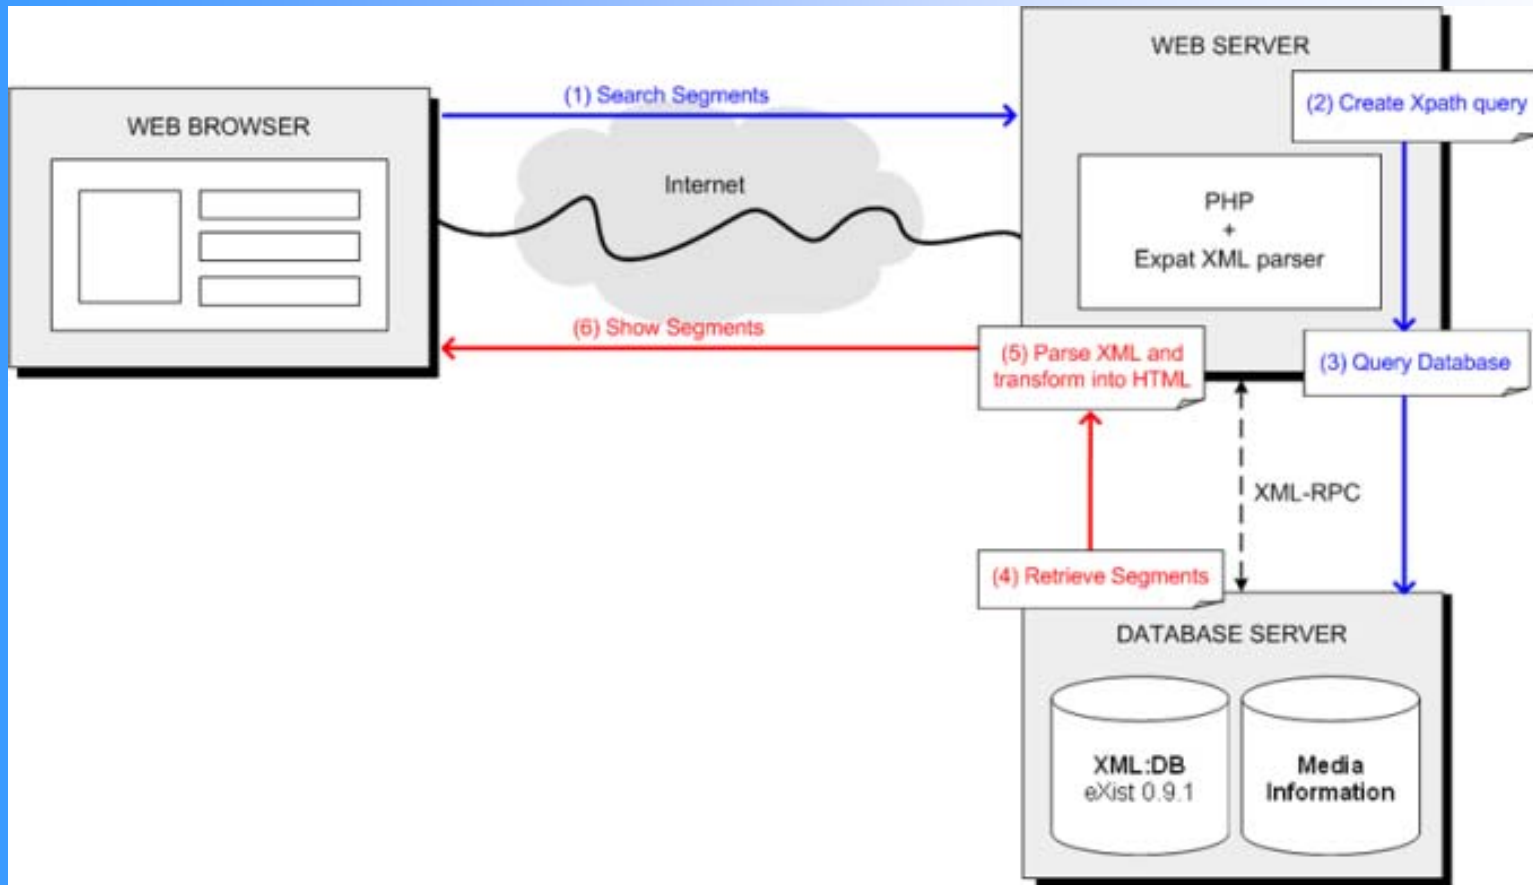 WEB SERVER
(1) Search Segments
(2) Create Xpath query
WEB BROWSER
Internet
PHP
+
Expat XML parser
(6) Show Segments
(5) Parse XML and
transform into HTML
(3) Query Database
XML-RPC
(4) Retrieve Segments
DATABASE SERVER
XML:DB
eXist 0.9.1
Media
Information